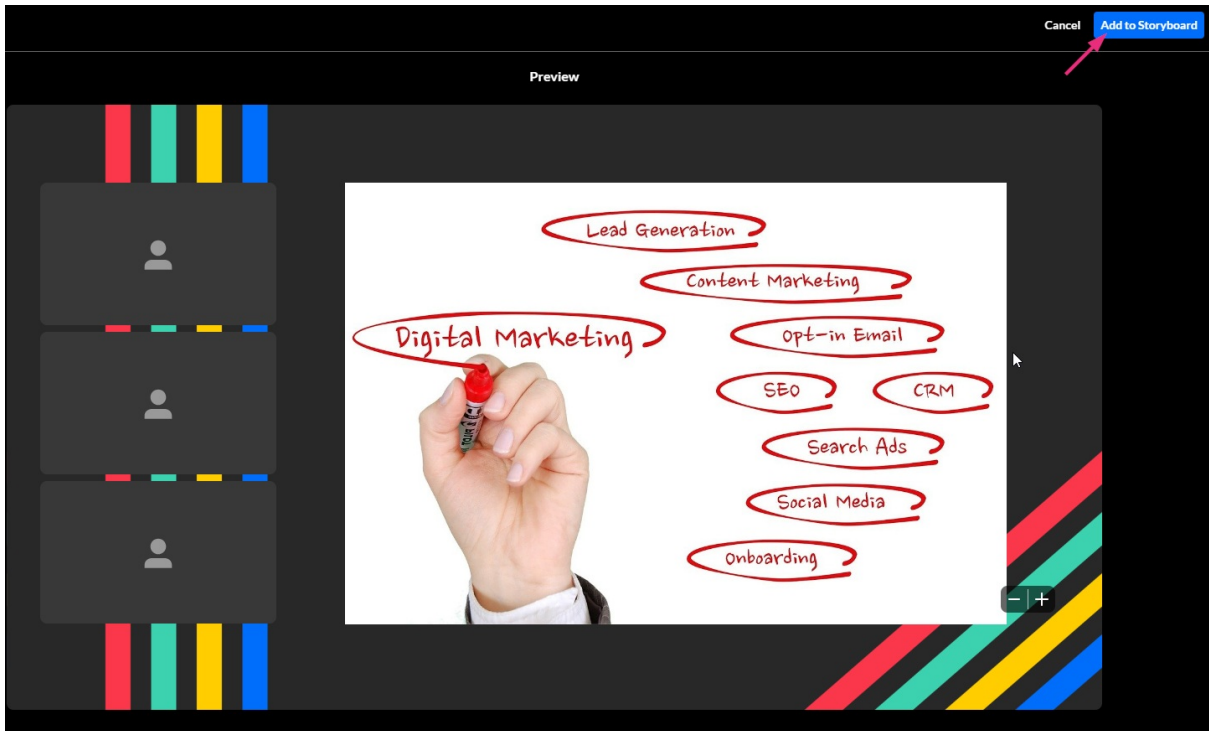 Cancel Add to Storyboard
Preview
Lead Generation
Content Marketing
Digital Marketing
Opt-in Email
SEO CRM
Search Ads
Social Media
Onboarding